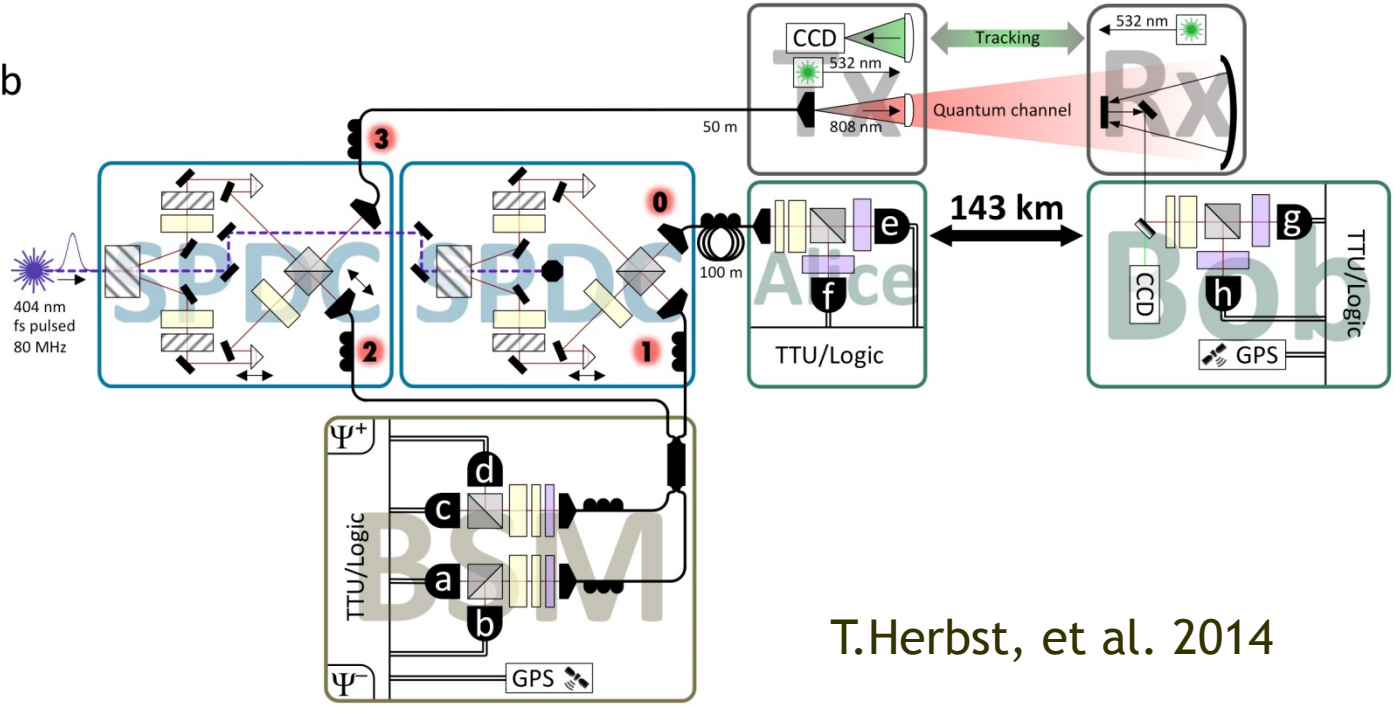 b
404 nm
fs pulsed
80 MHz
SPDC
SPDC
3
2
0
1
50 m
100 m
Tx
CCD
532 nm
808 nm
Tracking
Quantum channel
Rx
532 nm
Alice
e
f
TTU/Logic
143 km
Bob
g
h
CCD
GPS
TTU/Logic
BSM
Ψ+
Ψ−
TTU/Logic
d
c
a
b
GPS
T.Herbst, et al. 2014